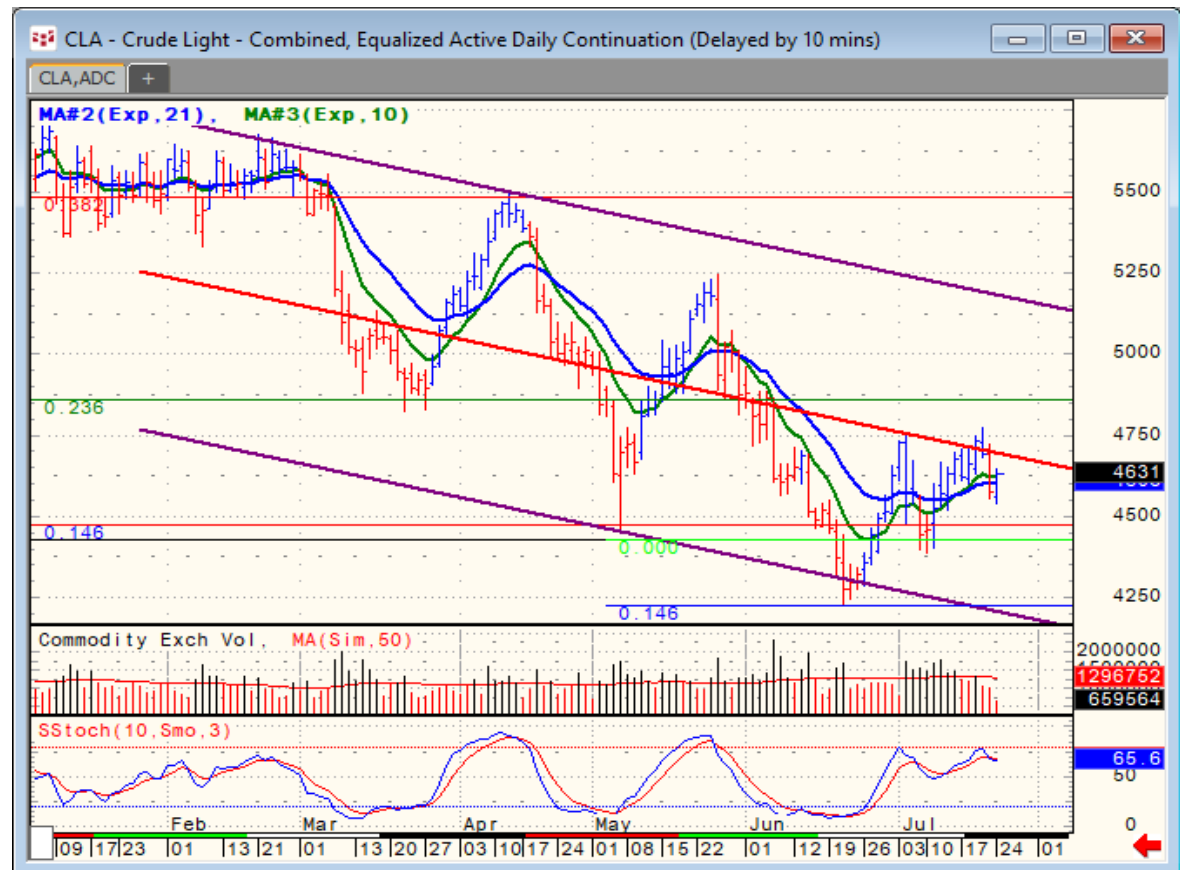 CLA - Crude Light - Combined, Equalized Active Daily Continuation (Delayed by 10 mins)
CLA,ADC +
MA#2(Exp,21), MA#3(Exp,10)
5500
0.382
5250
5000
0.236
4750
4631
4500
0.146
0.000
4250
0.146
Commodity Exch Vol, MA(Sim,50)
2000000
1296752
659564
SStoch(10,Smo,3)
65.6
50
0
Feb Mar Apr May Jun Jul
09 17 23 01 13 21 01 13 20 27 03 10 17 24 01 08 15 22 01 12 19 26 03 10 17 24 01